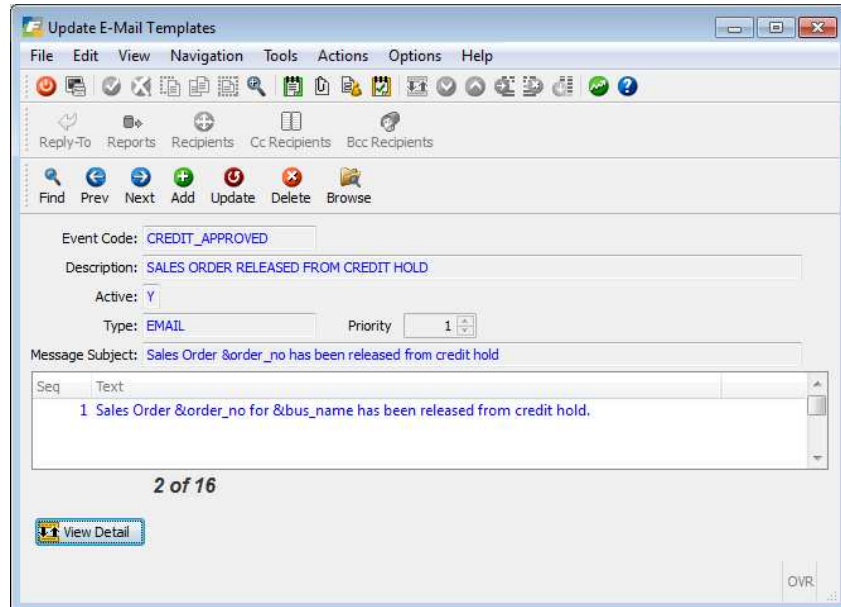 Update E-Mail Templates
File Edit View Navigation Tools Actions Options Help
Reply-To Reports Recipients Cc Recipients Bcc Recipients
Find Prev Next Add Update Delete Browse
Event Code: CREDIT_APPROVED
Description: SALES ORDER RELEASED FROM CREDIT HOLD
Active: Y
Type: EMAIL Priority 1
Message Subject: Sales Order &order_no has been released from credit hold
Seq Text
1 Sales Order &order_no for &bus_name has been released from credit hold.
2 of 16
View Detail
OVR